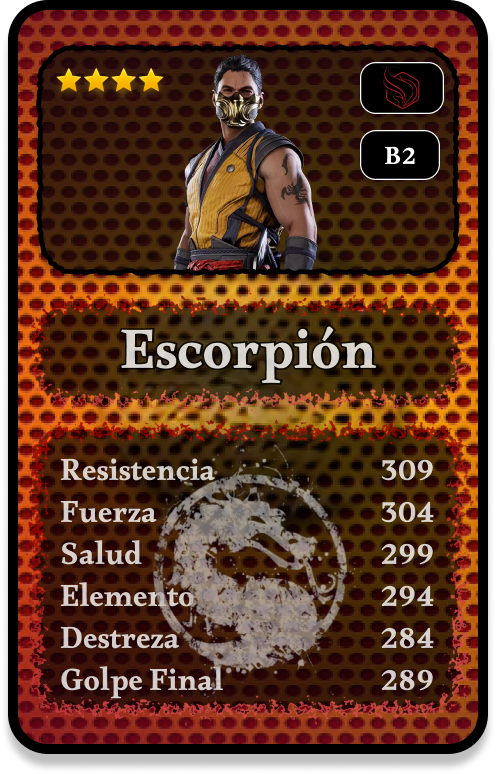 B2
Escorpión
Resistencia 309
Fuerza 304
Salud 299
Elemento 294
Destreza 284
Golpe Final 289